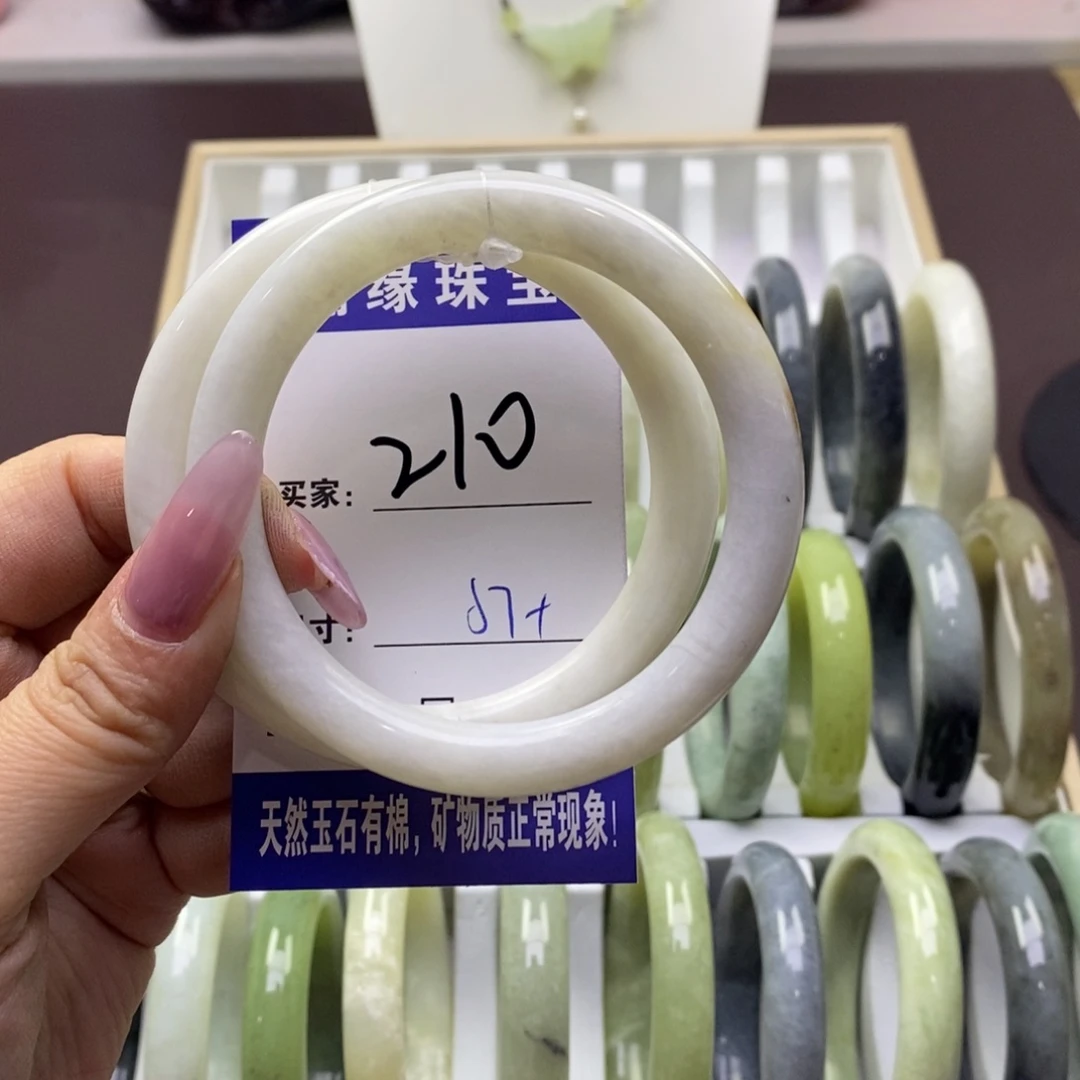 缘珠宝
买家: 210
寸: 57+
天然玉石有棉, 矿物质正常现象!